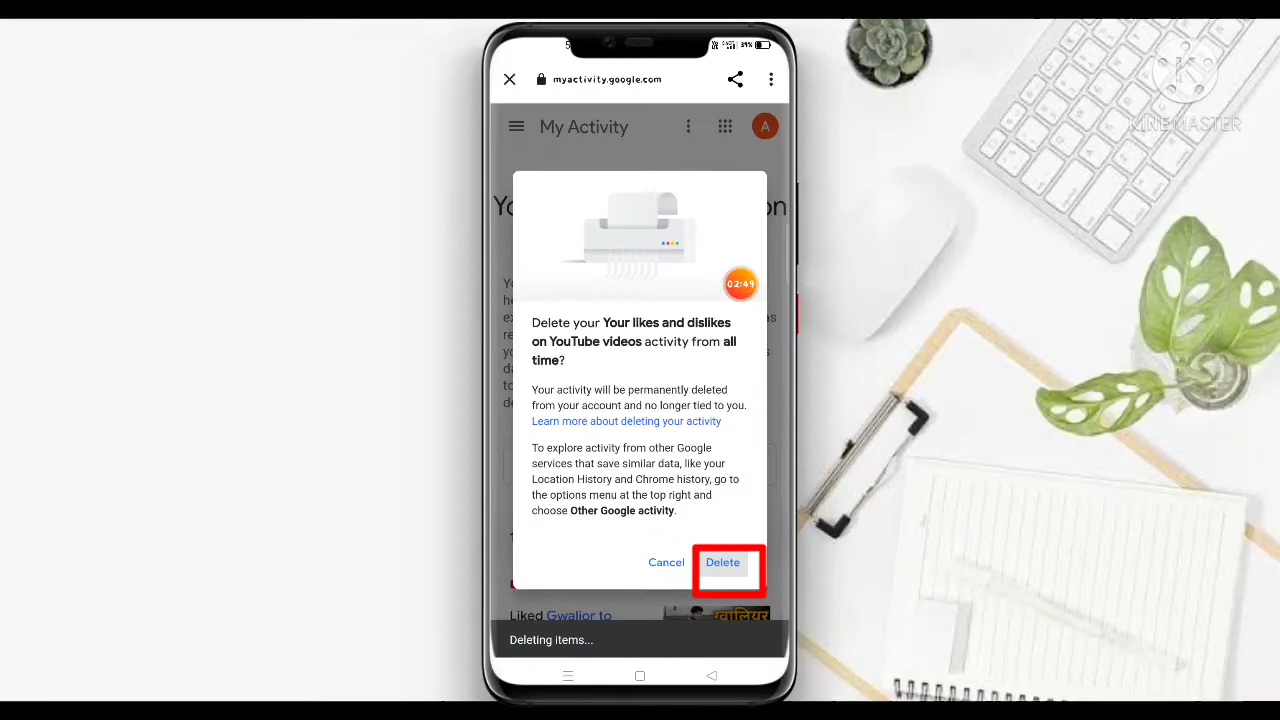 39%
myactivity.google.com
KINEMASTER
My Activity
A
02:49
Delete your Your likes and dislikes
on YouTube videos activity from all
time?
Your activity will be permanently deleted
from your account and no longer tied to you.
Learn more about deleting your activity
To explore activity from other Google
services that save similar data, like your
Location History and Chrome history, go to
the options menu at the top right and
choose Other Google activity.
Cancel Delete
Liked Gwalior to
ग्वालियर
Deleting items...